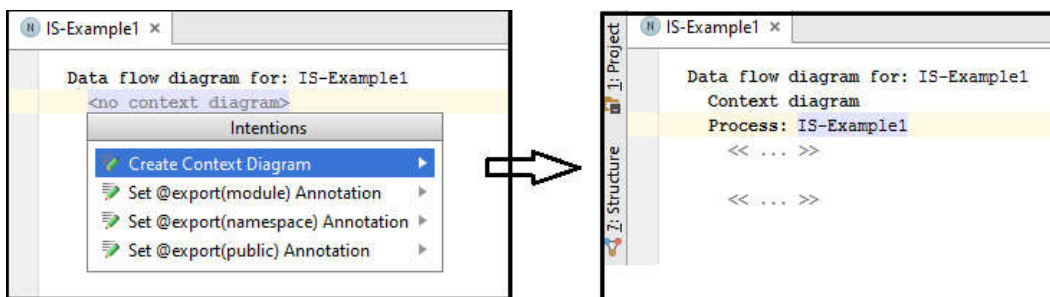 IS-Example1 ×
Data flow diagram for: IS-Example1
<no context diagram>
Intentions
Create Context Diagram
Set @export(module) Annotation
Set @export(namespace) Annotation
Set @export(public) Annotation
1: Project
7: Structure
N IS-Example1 ×
Data flow diagram for: IS-Example1
Context diagram
Process: IS-Example1
<< ... >>
<< ... >>